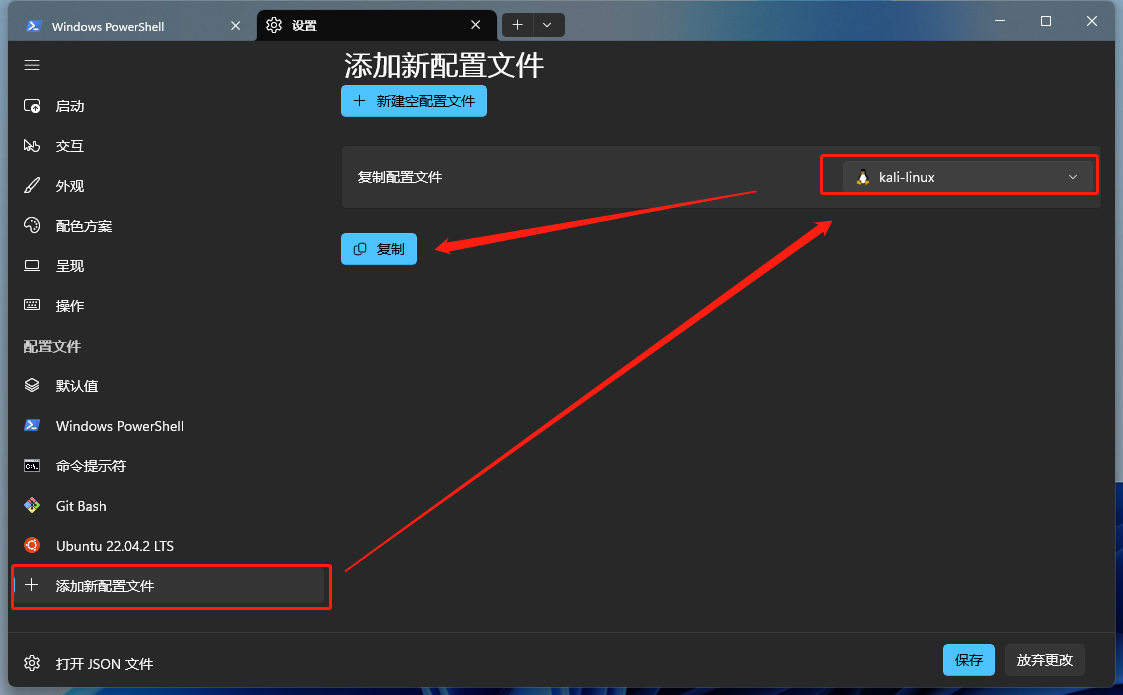 Windows PowerShell
设置
添加新配置文件
新建空配置文件
启动
交互
外观
配色方案
呈现
操作
配置文件
默认值
Windows PowerShell
命令提示符
Git Bash
Ubuntu 22.04.2 LTS
添加新配置文件
打开 JSON 文件
复制配置文件
kali-linux
复制
保存
放弃更改